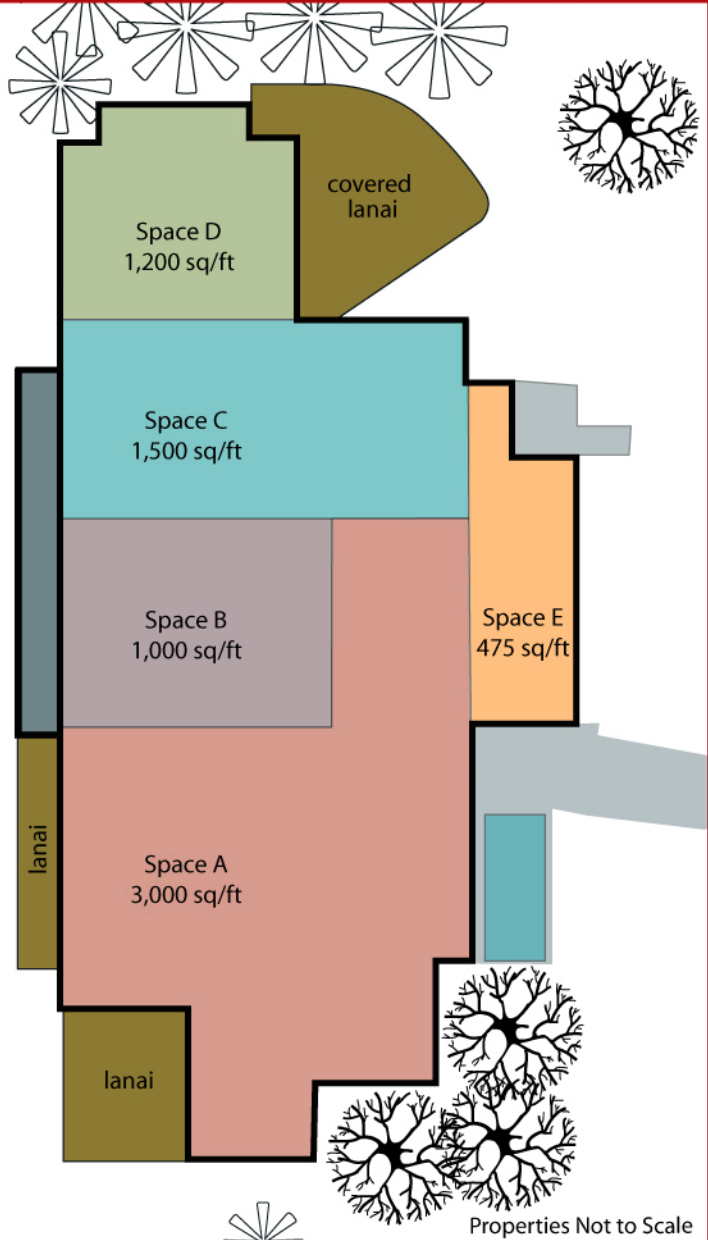 covered
lanai
Space D
1,200 sq/ft
Space C
1,500 sq/ft
Space B
1,000 sq/ft
Space E
475 sq/ft
lanai
Space A
3,000 sq/ft
lanai
Properties Not to Scale